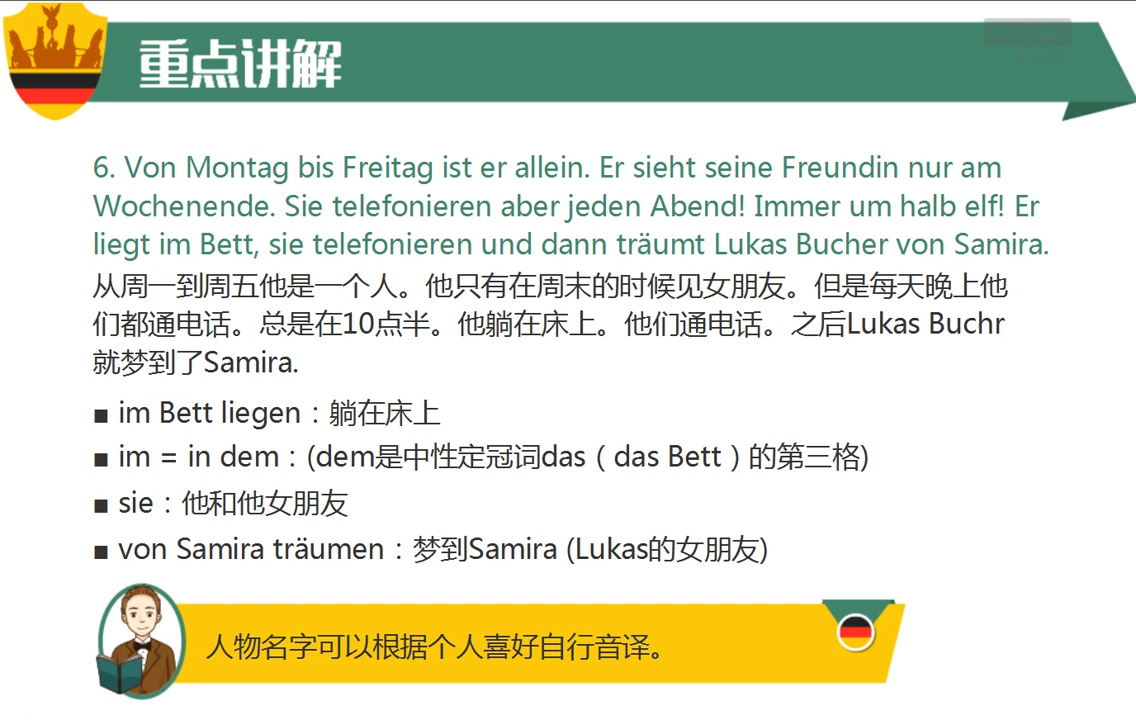 重点讲解
6. Von Montag bis Freitag ist er allein. Er sieht seine Freundin nur am
Wochenende. Sie telefonieren aber jeden Abend! Immer um halb elf! Er
liegt im Bett, sie telefonieren und dann träumt Lukas Bucher von Samira.
从周一到周五他是一个人。他只有在周末的时候见女朋友。但是每天晚上他
们都通电话。总是在10点半。他躺在床上。他们通电话。之后Lukas Buchr
就梦到了Samira.
■ im Bett liegen：躺在床上
■ im = in dem：(dem是中性定冠词das（das Bett）的第三格)
■ sie：他和他女朋友
■ von Samira träumen：梦到Samira (Lukas的女朋友)
人物名字可以根据个人喜好自行音译。